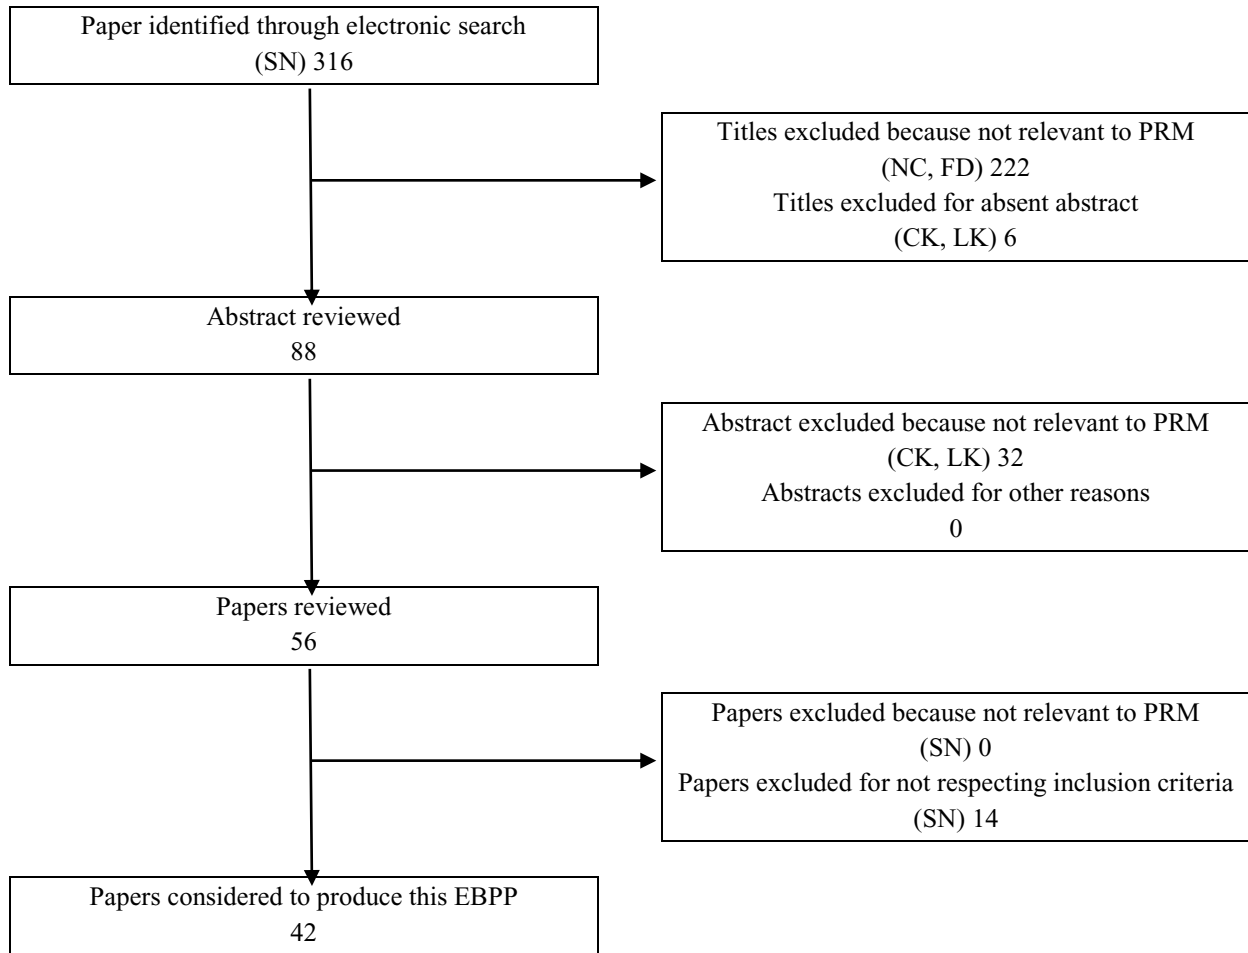 Paper identified through electronic search
(SN) 316
Titles excluded because not relevant to PRM
(NC, FD) 222
Titles excluded for absent abstract
(CK, LK) 6
Abstract reviewed
88
Abstract excluded because not relevant to PRM
(CK, LK) 32
Abstracts excluded for other reasons
0
Papers reviewed
56
Papers excluded because not relevant to PRM
(SN) 0
Papers excluded for not respecting inclusion criteria
(SN) 14
Papers considered to produce this EBPP
42